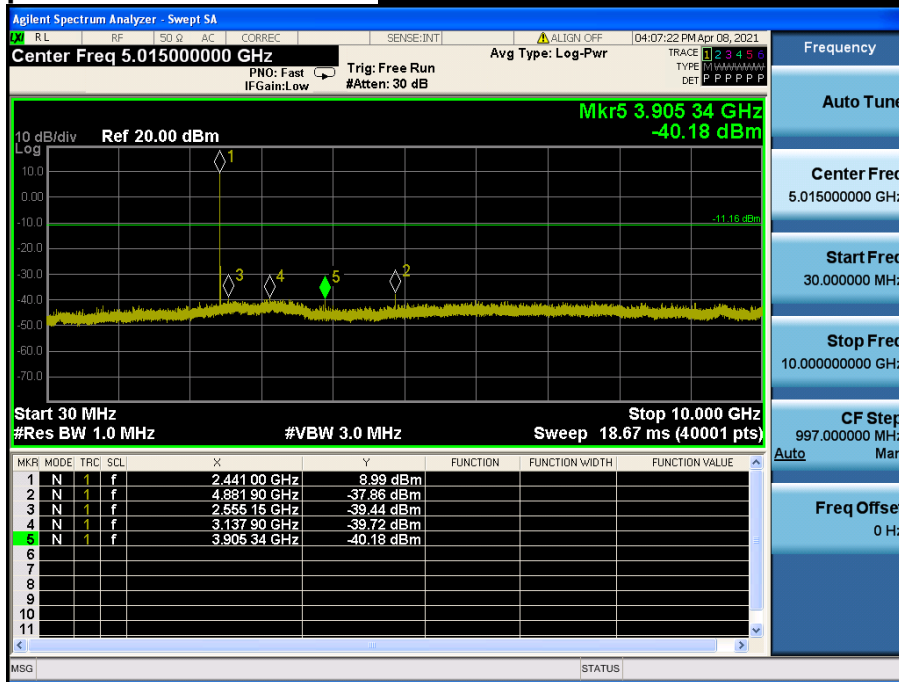 Agilent Spectrum Analyzer - Swept SA
LXI RL RF 50 Ω AC CORREC SENSE:INT ALIGN OFF 04:07:22 PM Apr 08, 2021
Center Freq 5.015000000 GHz
PNO: Fast
IFGain:Low
Trig: Free Run
#Atten: 30 dB
Avg Type: Log-Pwr
TRACE 1 2 3 4 5 6
TYPE MWWWWW
DET P P P P P P
Mkr5 3.905 34 GHz
-40.18 dBm
10 dB/div Ref 20.00 dBm
Log
10.0
0.00
-10.0
-20.0
-30.0
-40.0
-50.0
-60.0
-70.0
-11.16 dBm
1
3
4
5
2
Start 30 MHz Stop 10.000 GHz
#Res BW 1.0 MHz #VBW 3.0 MHz Sweep 18.67 ms (40001 pts)
MKR MODE TRC SCL X Y FUNCTION FUNCTION WIDTH FUNCTION VALUE
1 N 1 f 2.441 00 GHz 8.99 dBm
2 N 1 f 4.881 90 GHz -37.86 dBm
3 N 1 f 2.555 15 GHz -39.44 dBm
4 N 1 f 3.137 90 GHz -39.72 dBm
5 N 1 f 3.905 34 GHz -40.18 dBm
6
7
8
9
10
11
MSG STATUS
Frequency
Auto Tune
Center Freq
5.015000000 GHz
Start Freq
30.000000 MHz
Stop Freq
10.000000000 GHz
CF Step
997.000000 MHz
Auto Man
Freq Offset
0 Hz